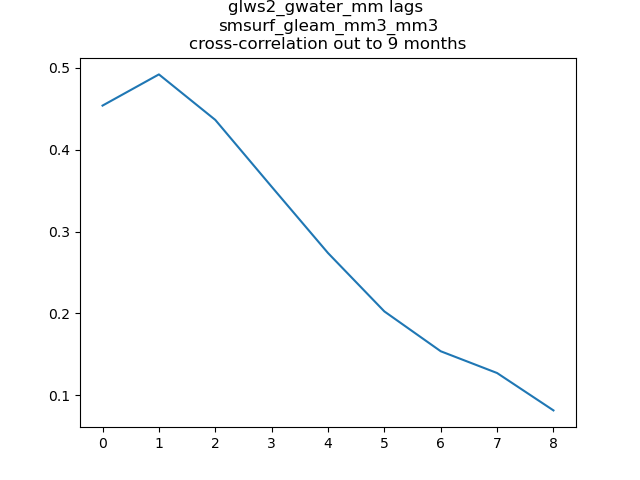 glws2_gwater_mm lags
smsurf_gleam_mm3_mm3
cross-correlation out to 9 months
0.5
0.4
0.3
0.2
0.1
0 1 2 3 4 5 6 7 8